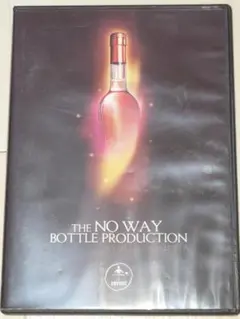 THE NO WAY
BOTTLE PRODUCTION